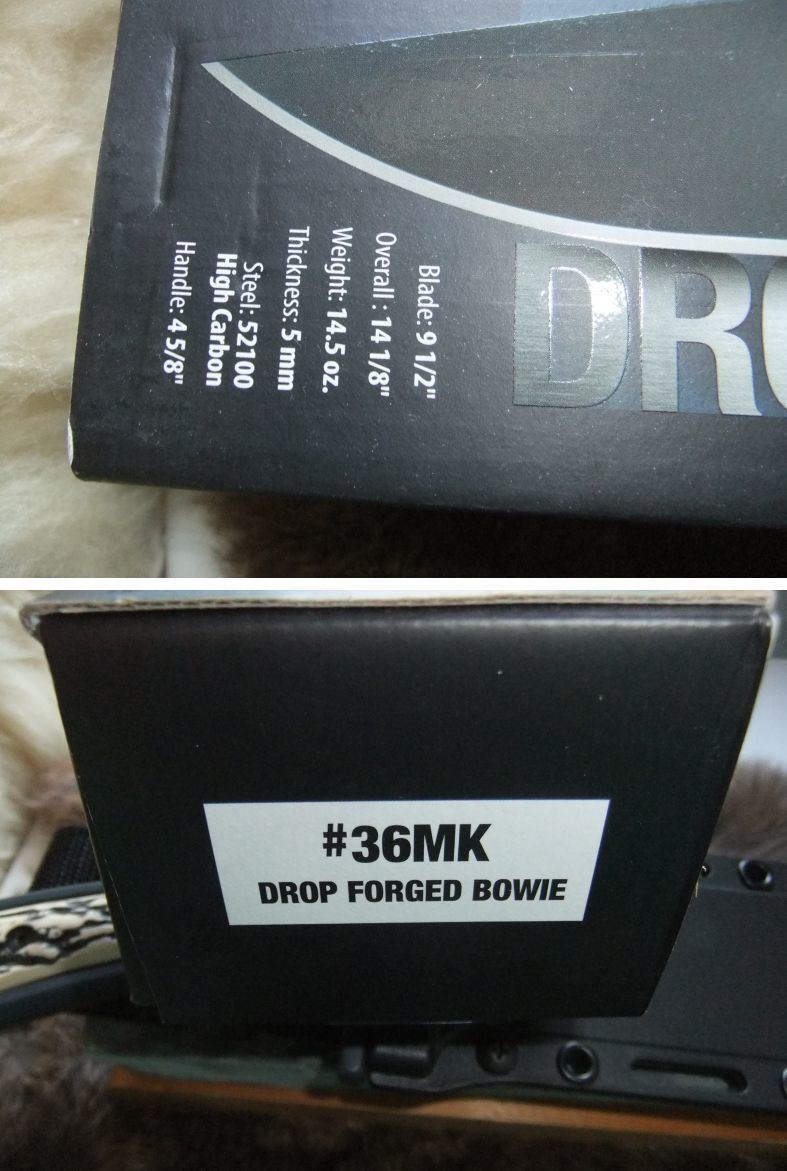 Blade: 9 1/2"
Overall : 14 1/8"
Weight: 14.5 oz.
Thickness: 5 mm
Steel: 52100
High Carbon
Handle: 4 5/8"
DRO
#36MK
DROP FORGED BOWIE